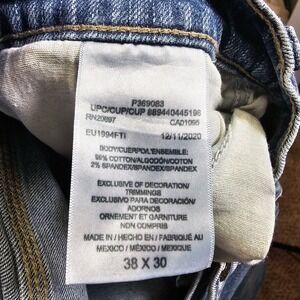 P369083
UPC/CUP/CUP 889440445196
RN20697 CA01095
EU1994FTI 12/11/2020
BODY/CUERPO/L'ENSEMBLE:
98% COTTON/ALGODÓN/COTON
2% SPANDEX/SPANDEX/SPANDEX
EXCLUSIVE OF DECORATION/
TRIMMINGS
EXCLUSIVO PARA DECORACIÓN/
ADORNOS
ORNEMENT ET GARNITURE
NON COMPRIS
MADE IN / HECHO EN / FABRIQUÉ AU
MEXICO / MÉXICO / MEXIQUE
38 X 30